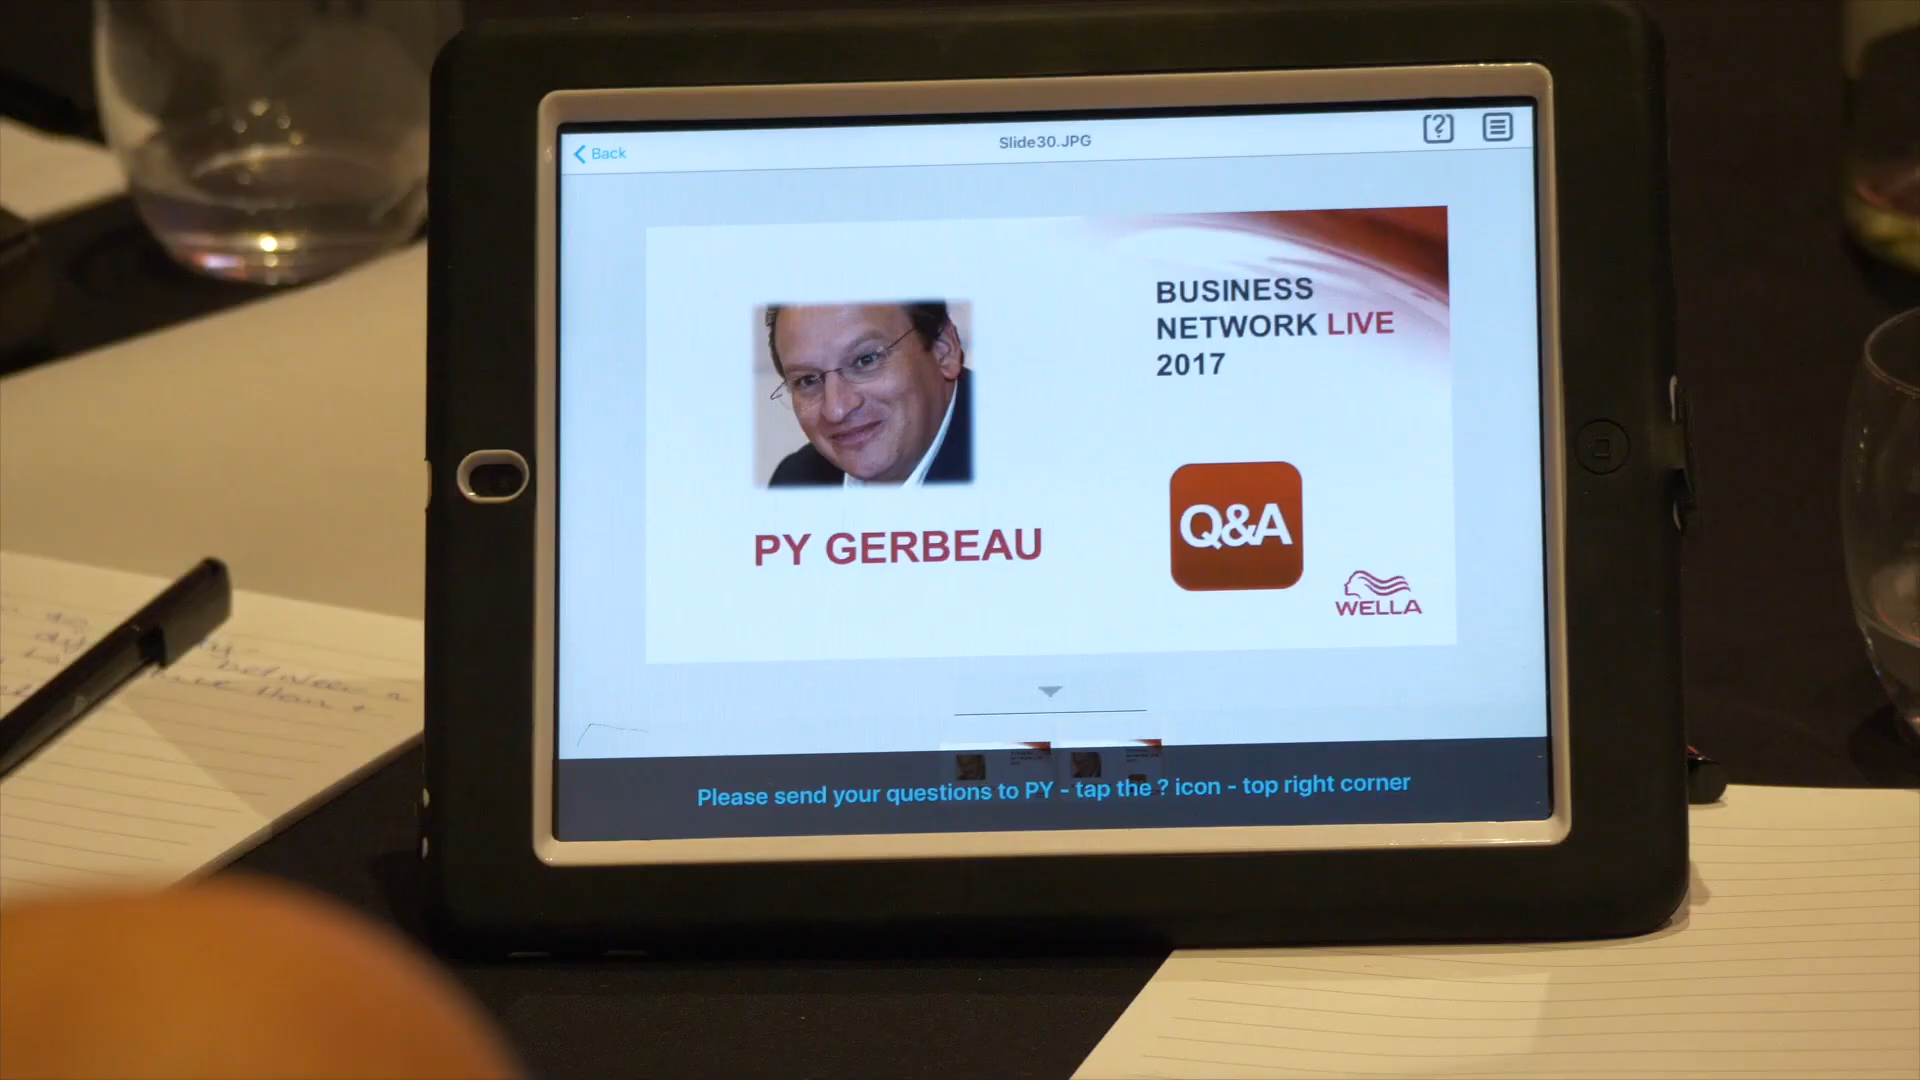 Back
Slide30.JPG
BUSINESS
NETWORK LIVE
2017
PY GERBEAU
Q&A
WELLA
Please send your questions to PY - tap the ? icon - top right corner
between a